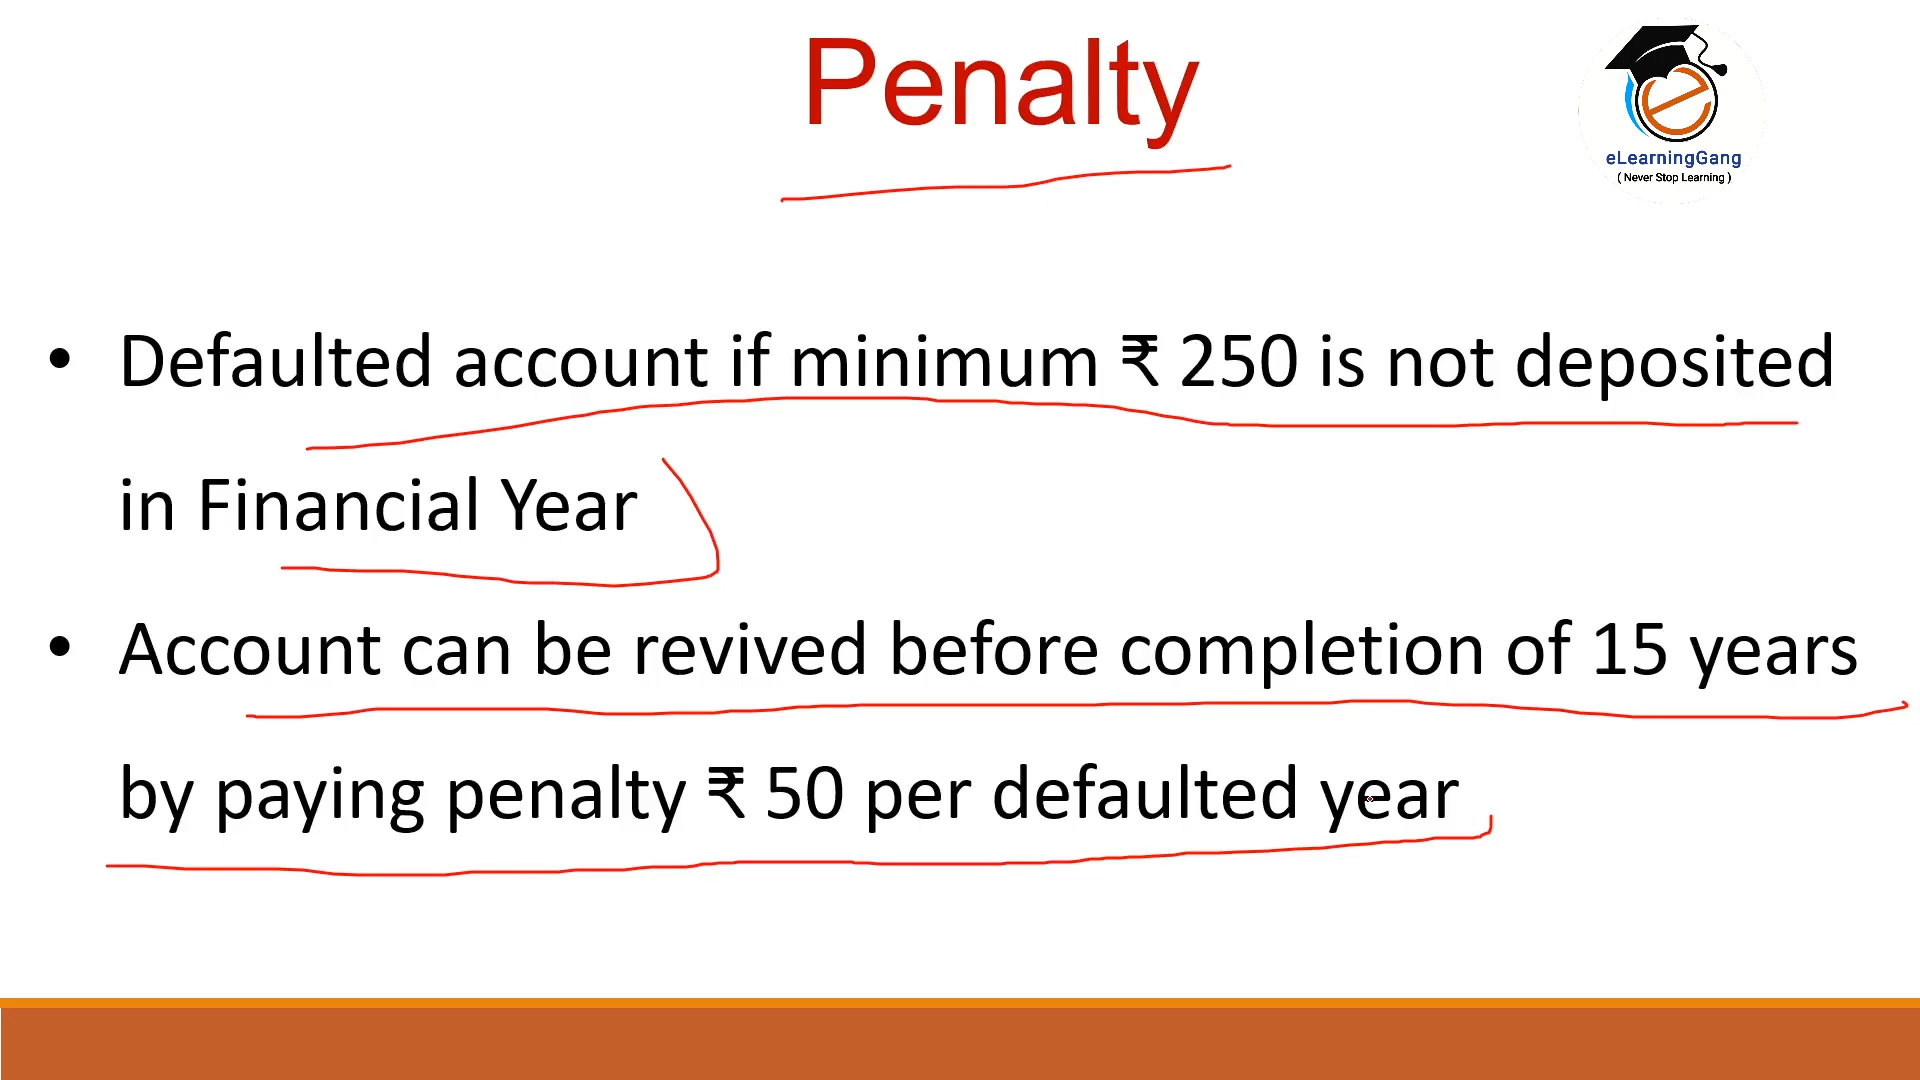 Penalty
eLearningGang
( Never Stop Learning )
• Defaulted account if minimum ₹ 250 is not deposited
in Financial Year
• Account can be revived before completion of 15 years
by paying penalty ₹ 50 per defaulted year